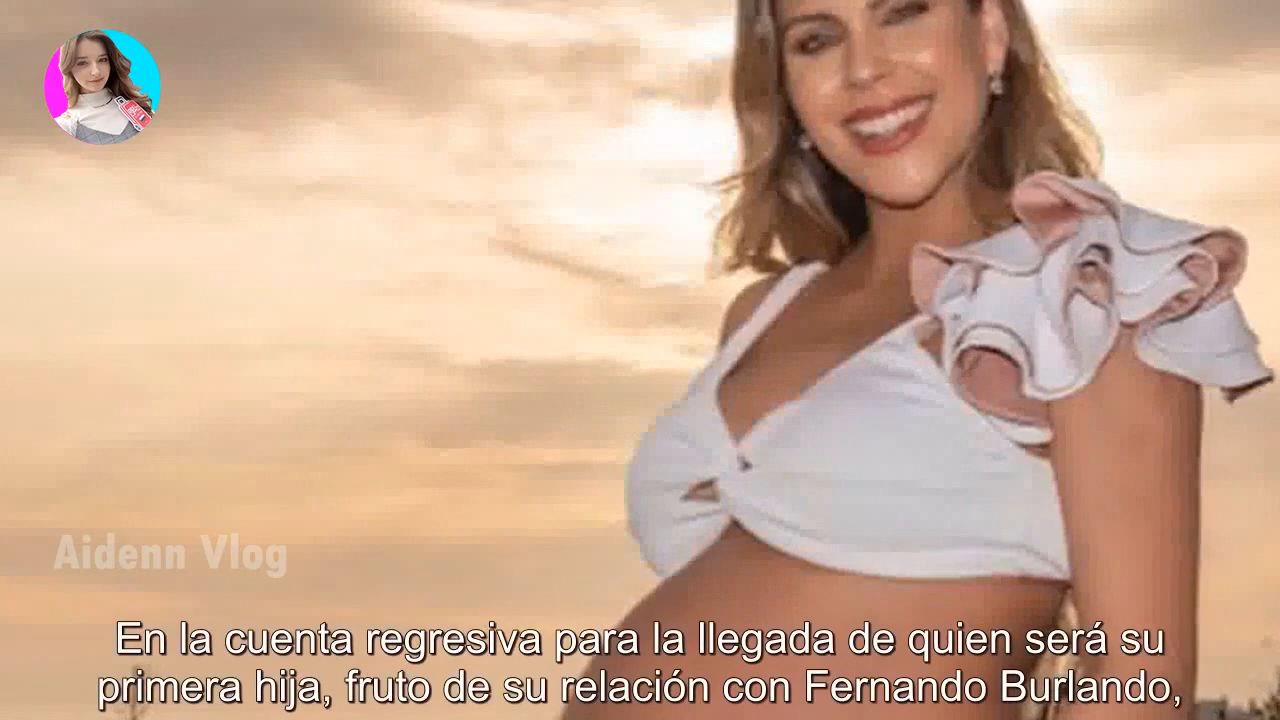 Aidenn Vlog
En la cuenta regresiva para la llegada de quien será su
primera hija, fruto de su relación con Fernando Burlando,